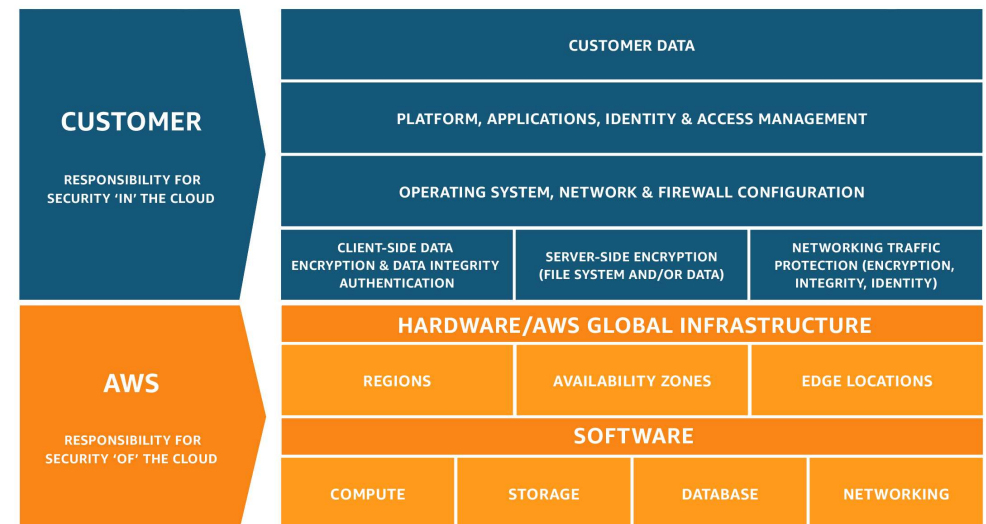 CUSTOMER
RESPONSIBILITY FOR
SECURITY ‘IN’ THE CLOUD
CUSTOMER DATA
PLATFORM, APPLICATIONS, IDENTITY & ACCESS MANAGEMENT
OPERATING SYSTEM, NETWORK & FIREWALL CONFIGURATION
CLIENT-SIDE DATA
ENCRYPTION & DATA INTEGRITY
AUTHENTICATION
SERVER-SIDE ENCRYPTION
(FILE SYSTEM AND/OR DATA)
NETWORKING TRAFFIC
PROTECTION (ENCRYPTION,
INTEGRITY, IDENTITY)
AWS
RESPONSIBILITY FOR
SECURITY ‘OF’ THE CLOUD
HARDWARE/AWS GLOBAL INFRASTRUCTURE
REGIONS
AVAILABILITY ZONES
EDGE LOCATIONS
SOFTWARE
COMPUTE
STORAGE
DATABASE
NETWORKING